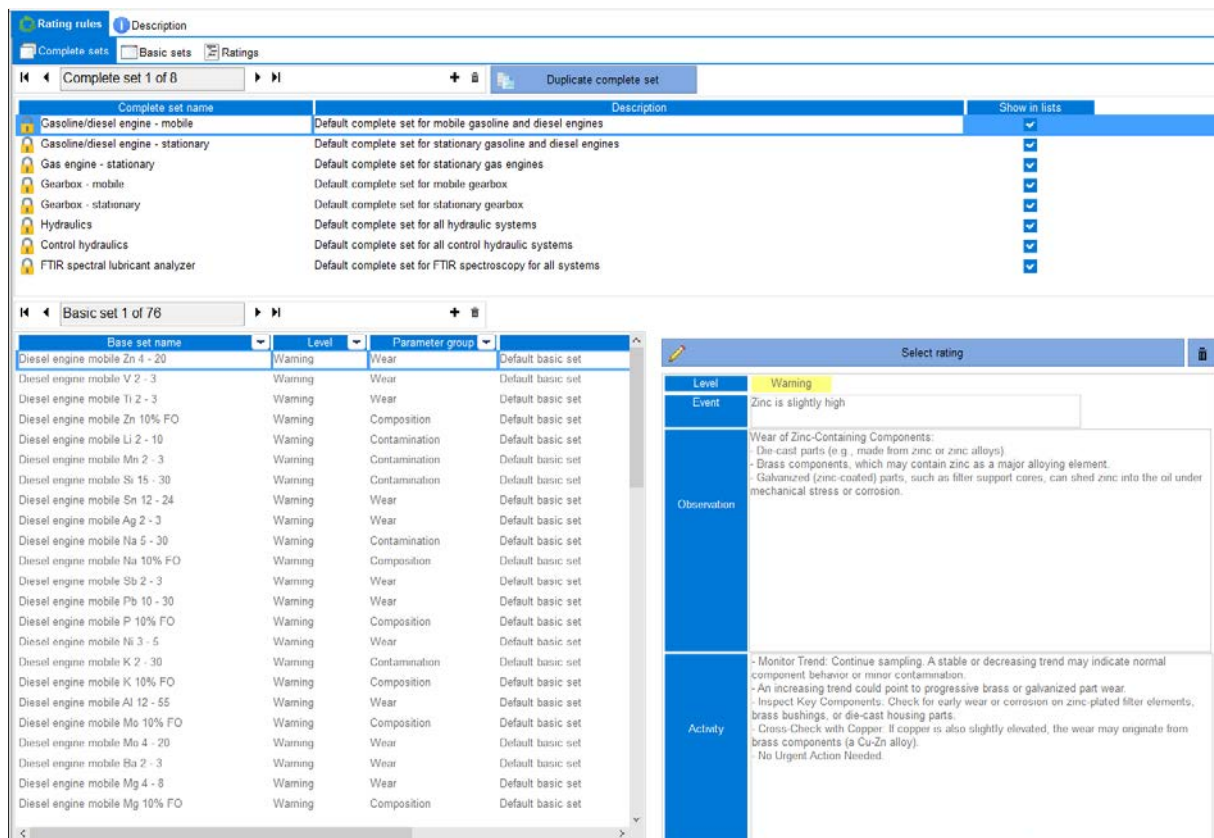 Rating rules Description
Complete sets Basic sets Ratings
Complete set 1 of 8 Duplicate complete set
Complete set name Description Show in lists
Gasoline/diesel engine - mobile Default complete set for mobile gasoline and diesel engines
Gasoline/diesel engine - stationary Default complete set for stationary gasoline and diesel engines
Gas engine - stationary Default complete set for stationary gas engines
Gearbox - mobile Default complete set for mobile gearbox
Gearbox - stationary Default complete set for stationary gearbox
Hydraulics Default complete set for all hydraulic systems
Control hydraulics Default complete set for all control hydraulic systems
FTIR spectral lubricant analyzer Default complete set for FTIR spectroscopy for all systems
Basic set 1 of 76
Base set name Level Parameter group
Diesel engine mobile Zn 4 - 20 Warning Wear Default basic set
Diesel engine mobile V 2 - 3 Warning Wear Default basic set
Diesel engine mobile Ti 2 - 3 Warning Wear Default basic set
Diesel engine mobile Zn 10% FO Warning Composition Default basic set
Diesel engine mobile Li 2 - 10 Warning Contamination Default basic set
Diesel engine mobile Mn 2 - 3 Warning Contamination Default basic set
Diesel engine mobile Si 15 - 30 Warning Contamination Default basic set
Diesel engine mobile Sn 12 - 24 Warning Wear Default basic set
Diesel engine mobile Ag 2 - 3 Warning Wear Default basic set
Diesel engine mobile Na 5 - 30 Warning Contamination Default basic set
Diesel engine mobile Na 10% FO Warning Composition Default basic set
Diesel engine mobile Sb 2 - 3 Warning Wear Default basic set
Diesel engine mobile Pb 10 - 30 Warning Wear Default basic set
Diesel engine mobile P 10% FO Warning Composition Default basic set
Diesel engine mobile Ni 3 - 5 Warning Wear Default basic set
Diesel engine mobile K 2 - 30 Warning Contamination Default basic set
Diesel engine mobile K 10% FO Warning Composition Default basic set
Diesel engine mobile Al 12 - 55 Warning Wear Default basic set
Diesel engine mobile Mo 10% FO Warning Composition Default basic set
Diesel engine mobile Mo 4 - 20 Warning Wear Default basic set
Diesel engine mobile Ba 2 - 3 Warning Wear Default basic set
Diesel engine mobile Mg 4 - 8 Warning Wear Default basic set
Diesel engine mobile Mg 10% FO Warning Composition Default basic set
Select rating
Level Warning
Event Zinc is slightly high
Observation
Wear of Zinc-Containing Components:
- Die-cast parts (e.g., made from zinc or zinc alloys).
- Brass components, which may contain zinc as a major alloying element.
- Galvanized (zinc-coated) parts, such as filter support cores, can shed zinc into the oil under
mechanical stress or corrosion.
Activity
- Monitor Trend: Continue sampling. A stable or decreasing trend may indicate normal
component behavior or minor contamination.
- An increasing trend could point to progressive brass or galvanized part wear.
- Inspect Key Components: Check for early wear or corrosion on zinc-plated filter elements,
brass bushings, or die-cast housing parts.
- Cross-Check with Copper: If copper is also slightly elevated, the wear may originate from
brass components (a Cu-Zn alloy).
- No Urgent Action Needed.